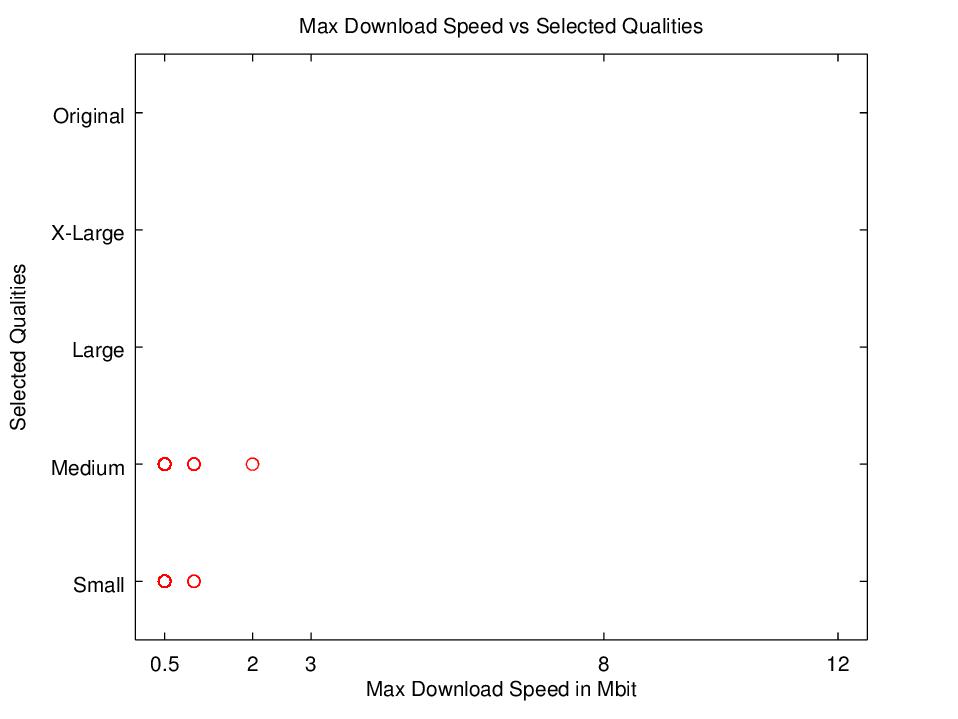 Max Download Speed vs Selected Qualities
Original
X-Large
Large
Medium
Small
Selected Qualities
0.5 2 3 8 12
Max Download Speed in Mbit